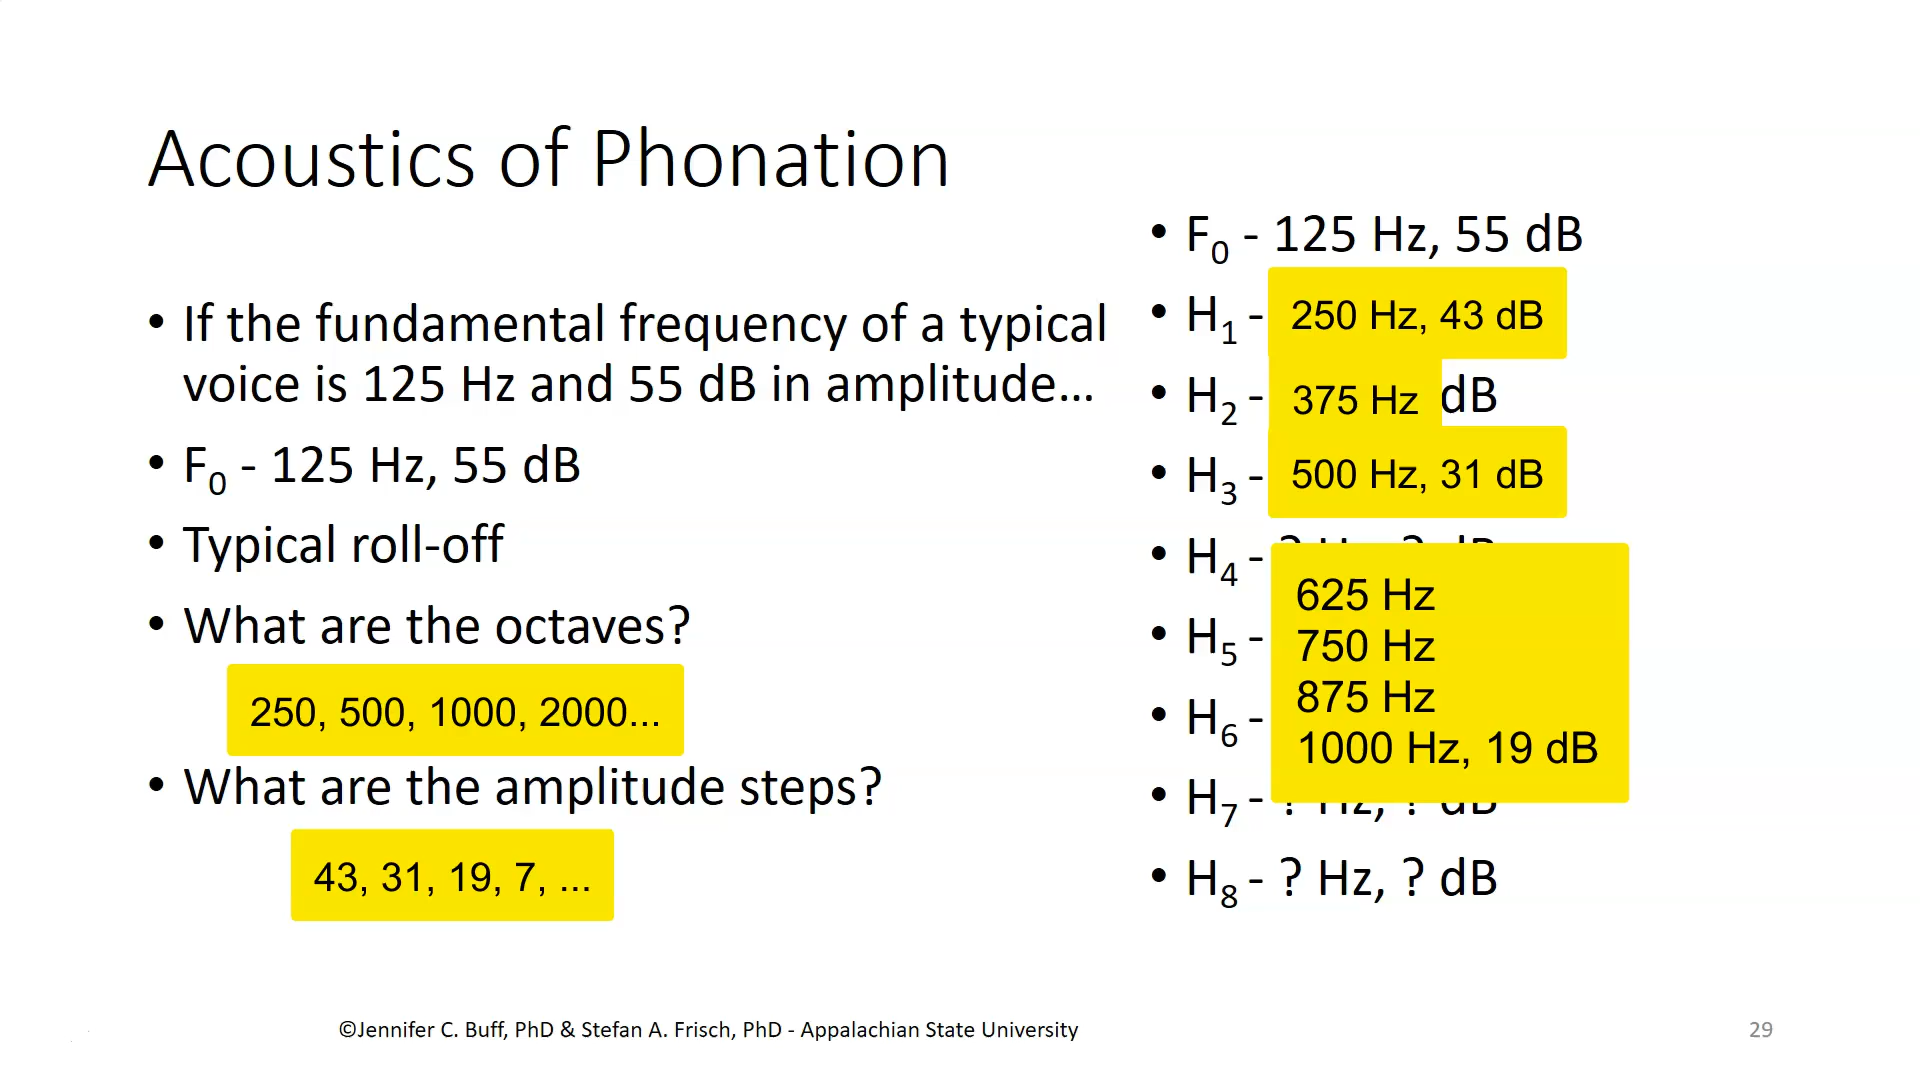 Acoustics of Phonation
• If the fundamental frequency of a typical
voice is 125 Hz and 55 dB in amplitude...
• F₀ - 125 Hz, 55 dB
• Typical roll-off
• What are the octaves?
250, 500, 1000, 2000...
• What are the amplitude steps?
43, 31, 19, 7, ...
• F₀ - 125 Hz, 55 dB
• H₁ - 250 Hz, 43 dB
• H₂ - 375 Hz dB
• H₃ - 500 Hz, 31 dB
• H₄ - 625 Hz
• H₅ - 750 Hz
• H₆ - 875 Hz
1000 Hz, 19 dB
• H₇ - ? Hz, ? dB
• H₈ - ? Hz, ? dB
©Jennifer C. Buff, PhD & Stefan A. Frisch, PhD - Appalachian State University
29